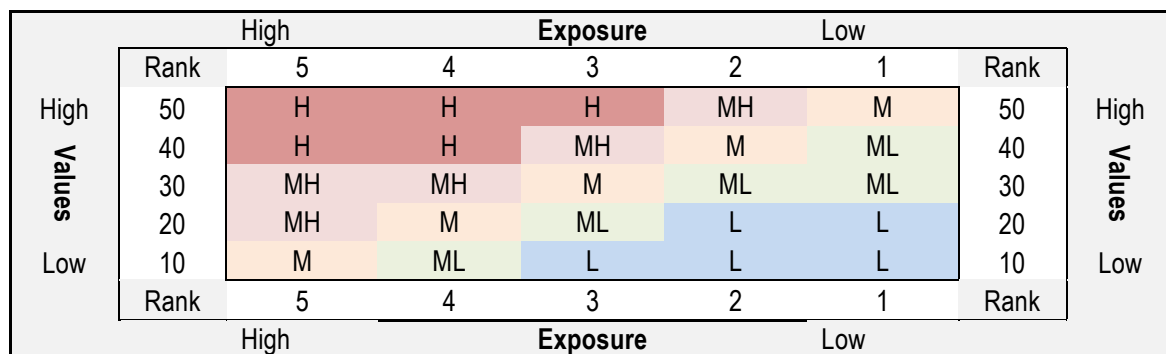 High Exposure Low
Rank 5 4 3 2 1 Rank
High 50 H H H MH M 50 High
40 H H MH M ML 40
Values 30 MH MH M ML ML 30 Values
20 MH M ML L L 20
Low 10 M ML L L L 10 Low
Rank 5 4 3 2 1 Rank
High Exposure Low